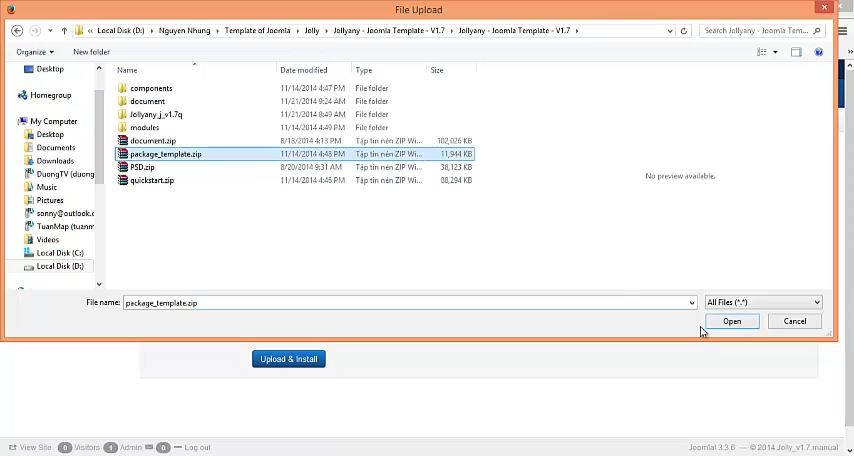 File Upload
« Local Disk (D:) › Nguyen Nhung › Template of Joomla › Jolly › Jollyany - Joomla Template - V1.7 › Jollyany - Joomla Template - V1.7 ›
Search Jollyany - Joomla Tem...
Organize New folder
Name Date modified Type Size
Desktop
Homegroup
My Computer
Desktop
Documents
Downloads
DuongTV (duong
Music
Pictures
sonny@outlook.c
TuanMap (tuanm
Videos
Local Disk (C:)
Local Disk (D:)
components 11/14/2014 4:47 PM File folder
document 11/21/2014 9:24 AM File folder
Jollyany_j_v1.7q 11/21/2014 8:49 AM File folder
modules 11/14/2014 4:49 PM File folder
document.zip 8/18/2014 4:13 PM Tập tin nén ZIP Wi... 102,026 KB
package_template.zip 11/14/2014 4:48 PM Tập tin nén ZIP Wi... 11,944 KB
PSD.zip 8/20/2014 9:31 AM Tập tin nén ZIP Wi... 38,123 KB
quickstart.zip 11/14/2014 4:46 PM Tập tin nén ZIP Wi... 88,294 KB
No preview available.
File name: package_template.zip All Files (*.*)
Open Cancel
Upload & Install
View Site 0 Visitors 1 Admin 0 Log out
Joomla! 3.3.6 — © 2014 Jolly_v1.7.manual